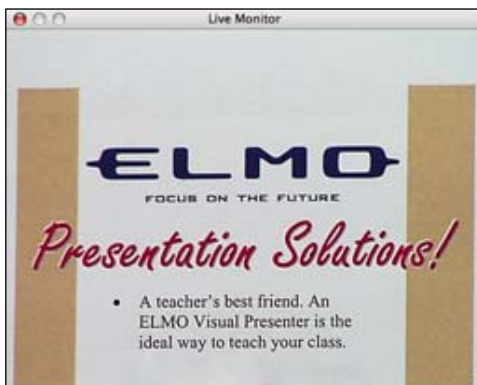 Live Monitor
ELMO
FOCUS ON THE FUTURE
Presentation Solutions!
• A teacher's best friend. An
ELMO Visual Presenter is the
ideal way to teach your class.